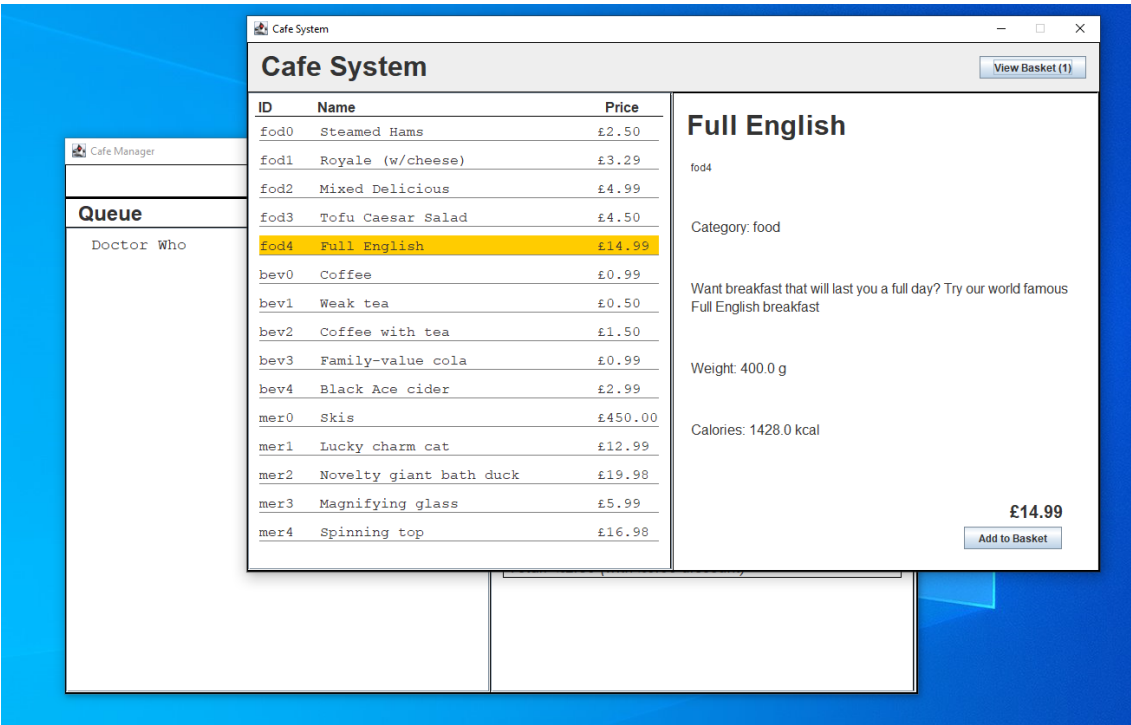 Cafe System
Cafe System
View Basket (1)
ID Name Price
fod0 Steamed Hams £2.50
fod1 Royale (w/cheese) £3.29
fod2 Mixed Delicious £4.99
fod3 Tofu Caesar Salad £4.50
fod4 Full English £14.99
bev0 Coffee £0.99
bev1 Weak tea £0.50
bev2 Coffee with tea £1.50
bev3 Family-value cola £0.99
bev4 Black Ace cider £2.99
mer0 Skis £450.00
mer1 Lucky charm cat £12.99
mer2 Novelty giant bath duck £19.98
mer3 Magnifying glass £5.99
mer4 Spinning top £16.98
Full English
fod4
Category: food
Want breakfast that will last you a full day? Try our world famous
Full English breakfast
Weight: 400.0 g
Calories: 1428.0 kcal
£14.99
Add to Basket
Cafe Manager
Queue
Doctor Who